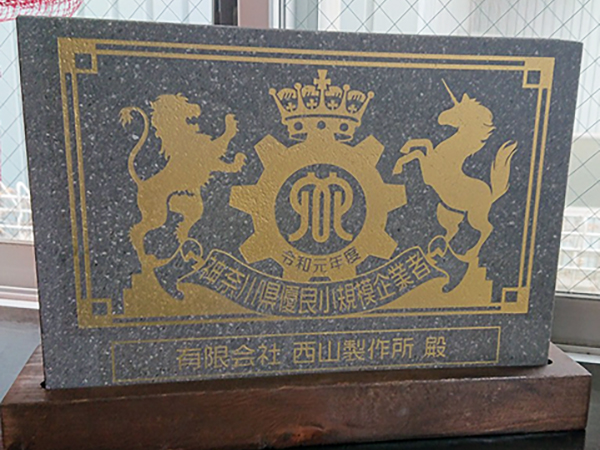 令和元年度
神奈川県優良小規模企業者
有限会社 西山製作所 殿